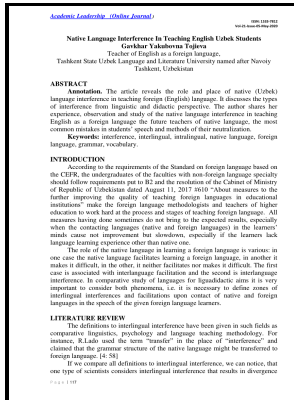 Academic Leadership (Online Journal)
ISSN: 1533-7812
Vol-21-Issue-05-May-2020
Native Language Interference In Teaching English Uzbek Students
Gavkhar Yakubovna Tojieva
Teacher of English as a foreign language,
Tashkent State Uzbek Language and Literature University named after Navoiy
Tashkent, Uzbekistan
ABSTRACT
Annotation. The article reveals the role and place of native (Uzbek)
language interference in teaching foreign (English) language. It discusses the types
of interference from linguistic and didactic perspective. The author shares her
experience, observation and study of the native language interference in teaching
English as a foreign language the future teachers of native language, the most
common mistakes in students' speech and methods of their neutralization.
Keywords: interference, interlingual, intralingual, native language, foreign
language, grammar, vocabulary.
INTRODUCTION
According to the requirements of the Standard on foreign language based on
the CEFR, the undergraduates of the faculties with non-foreign language specialty
should follow requirements put to B2 and the resolution of the Cabinet of Ministry
of Republic of Uzbekistan dated August 11, 2017 #610 "About measures to the
further improving the quality of teaching foreign languages in educational
institutions" make the foreign language methodologists and teachers of higher
education to work hard at the process and stages of teaching foreign language. All
measures having done sometimes do not bring to the expected results, especially
when the contacting languages (native and foreign languages) in the learners'
minds cause not improvement but slowdown, especially if the learners lack
language learning experience other than native one.
The role of the native language in learning a foreign language is various: in
one case the native language facilitates learning a foreign language, in another it
makes it difficult, in the other, it neither facilitates nor makes it difficult. The first
case is associated with interlanguage facilitation and the second is interlanguage
interference. In comparative study of languages for liguadidactic aims it is very
important to consider both phenomena, i.e. it is necessary to define zones of
interlingual interferences and facilitations upon contact of native and foreign
languages in the speech of the given foreign language learners.
LITERATURE REVIEW
The definitions to interlingual interference have been given in such fields as
comparative linguistics, psychology and language teaching methodology. For
instance, R.Lado used the term "transfer" in the place of "interference" and
claimed that the grammar structure of the native language might be transferred to
foreign language. [4: 58]
If we compare all definitions to interlingual interference, we can notice, that
one type of scientists considers interlingual interference that results in divergence
Page | 117